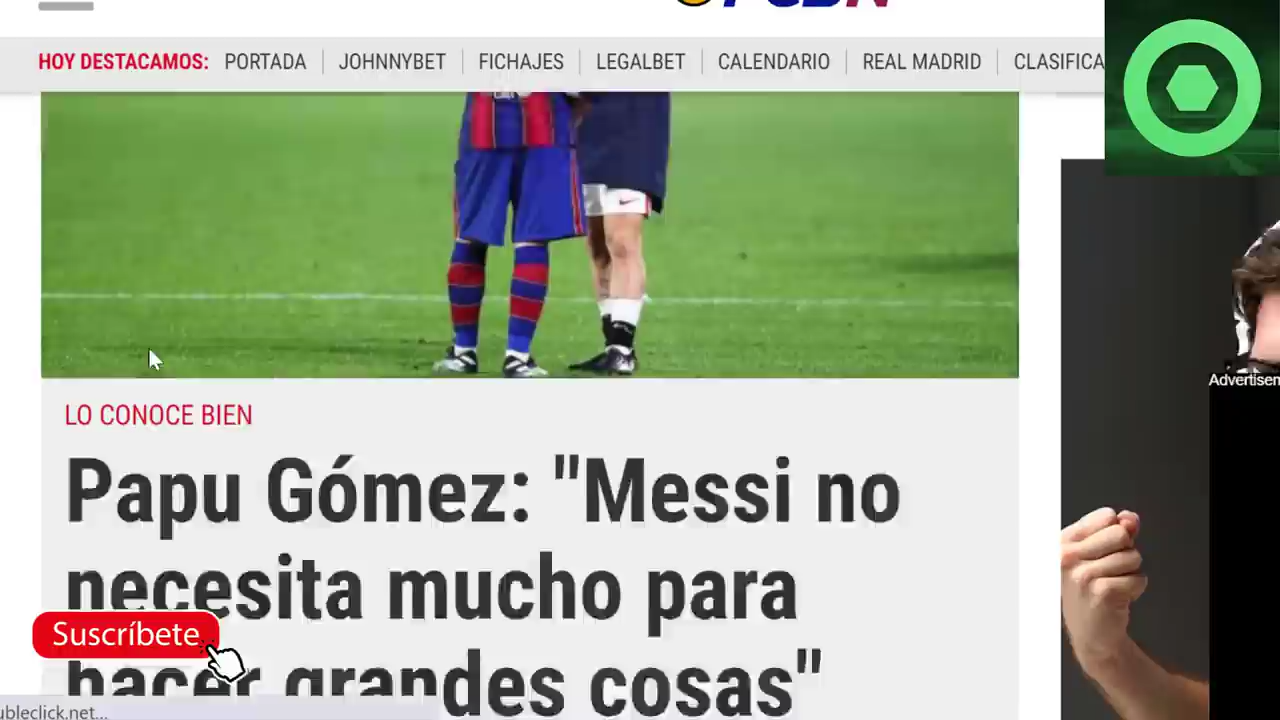 HOY DESTACAMOS: PORTADA JOHNNYBET FICHAJES LEGALBET CALENDARIO REAL MADRID CLASIFICA
Advertisen
LO CONOCE BIEN
Papu Gómez: "Messi no
necesita mucho para
hacer grandes cosas"
Suscríbete
ubleclick.net...